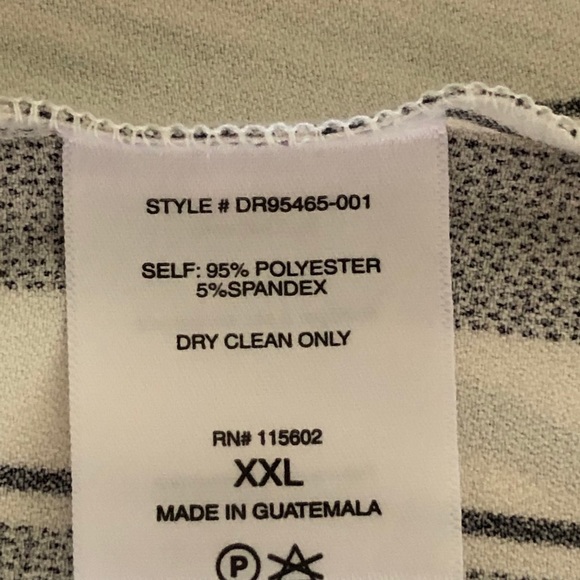 STYLE # DR95465-001
SELF: 95% POLYESTER
5%SPANDEX
DRY CLEAN ONLY
RN# 115602
XXL
MADE IN GUATEMALA
P